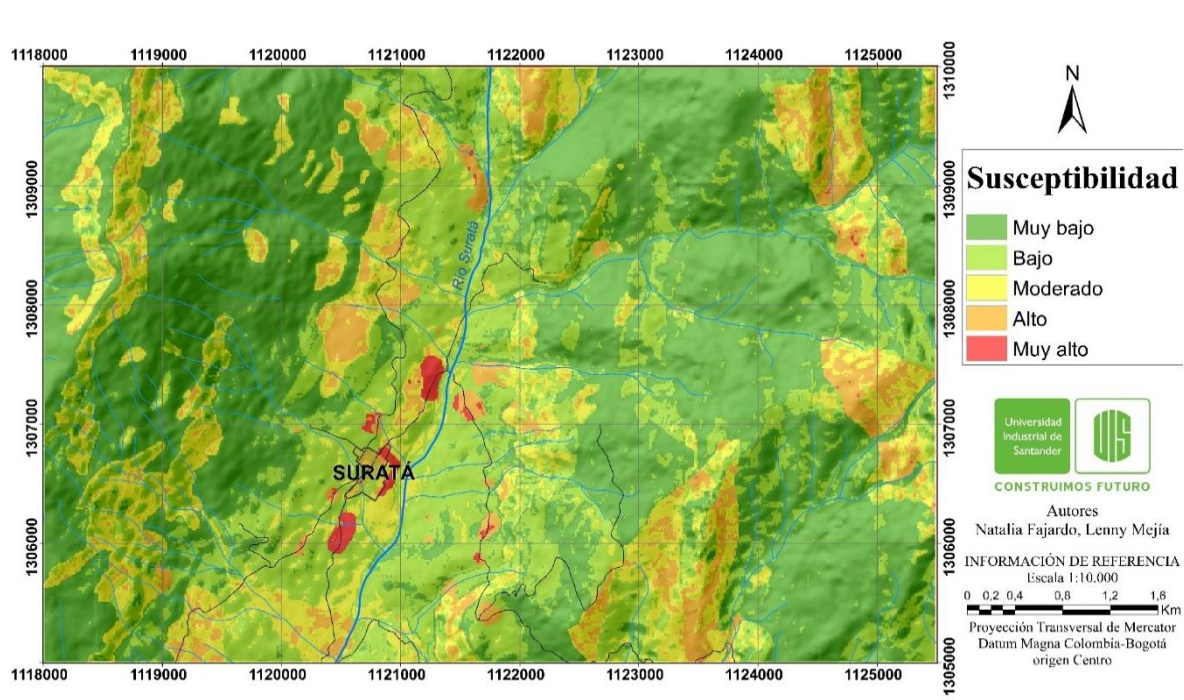 1118000 1119000 1120000 1121000 1122000 1123000 1124000 1125000
1310000
1309000
1308000
1307000
1306000
1305000
1309000
1308000
1307000
1306000
Río Suratá
SURATÁ
1118000 1119000 1120000 1121000 1122000 1123000 1124000 1125000
N
Susceptibilidad
Muy bajo
Bajo
Moderado
Alto
Muy alto
Universidad
Industrial de
Santander
UIS
CONSTRUIMOS FUTURO
Autores
Natalia Fajardo, Lenny Mejía
INFORMACIÓN DE REFERENCIA
Escala 1:10.000
0 0,2 0,4 0,8 1,2 1,6
Km
Proyección Transversal de Mercator
Datum Magna Colombia-Bogotá
origen Centro